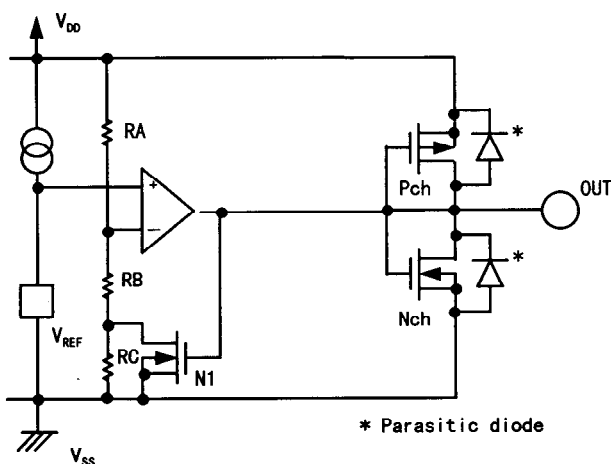 VDD
RA
+
−
*
Pch
OUT
RB
*
VREF
Nch
RC
N1
* Parasitic diode
VSS